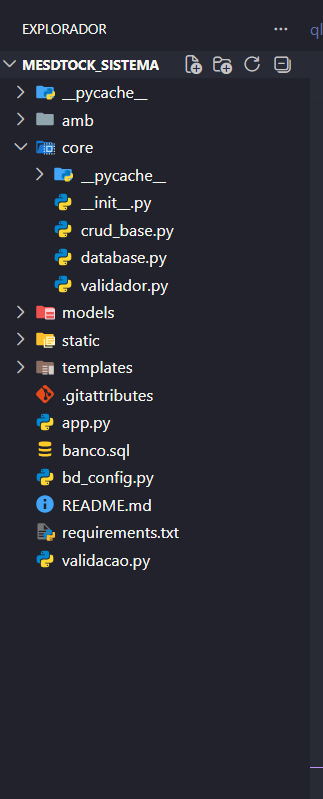 EXPLORADOR
ql
MESDTOCK_SISTEMA
__pycache__
amb
core
__pycache__
__init__.py
crud_base.py
database.py
validador.py
models
static
templates
.gitattributes
app.py
banco.sql
bd_config.py
README.md
requirements.txt
validacao.py